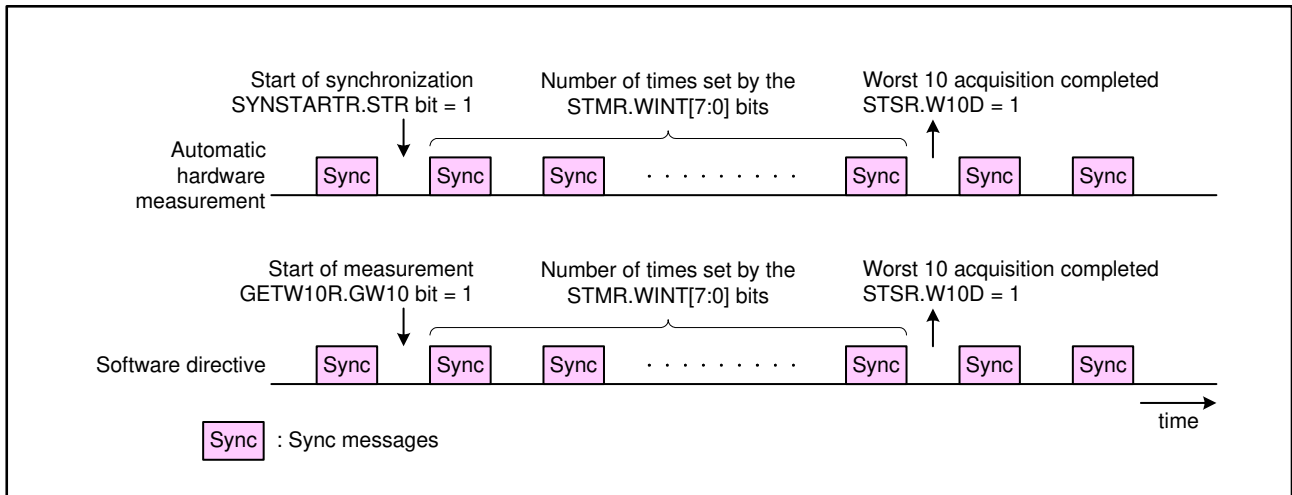 Start of synchronization
SYNSTARTR.STR bit = 1
Number of times set by the
STMR.WINT[7:0] bits
Worst 10 acquisition completed
STSR.W10D = 1
Automatic
hardware
measurement
Sync Sync Sync . . . . . . . . . Sync Sync Sync
Start of measurement
GETW10R.GW10 bit = 1
Number of times set by the
STMR.WINT[7:0] bits
Worst 10 acquisition completed
STSR.W10D = 1
Software directive
Sync Sync Sync . . . . . . . . . Sync Sync Sync
time
Sync : Sync messages